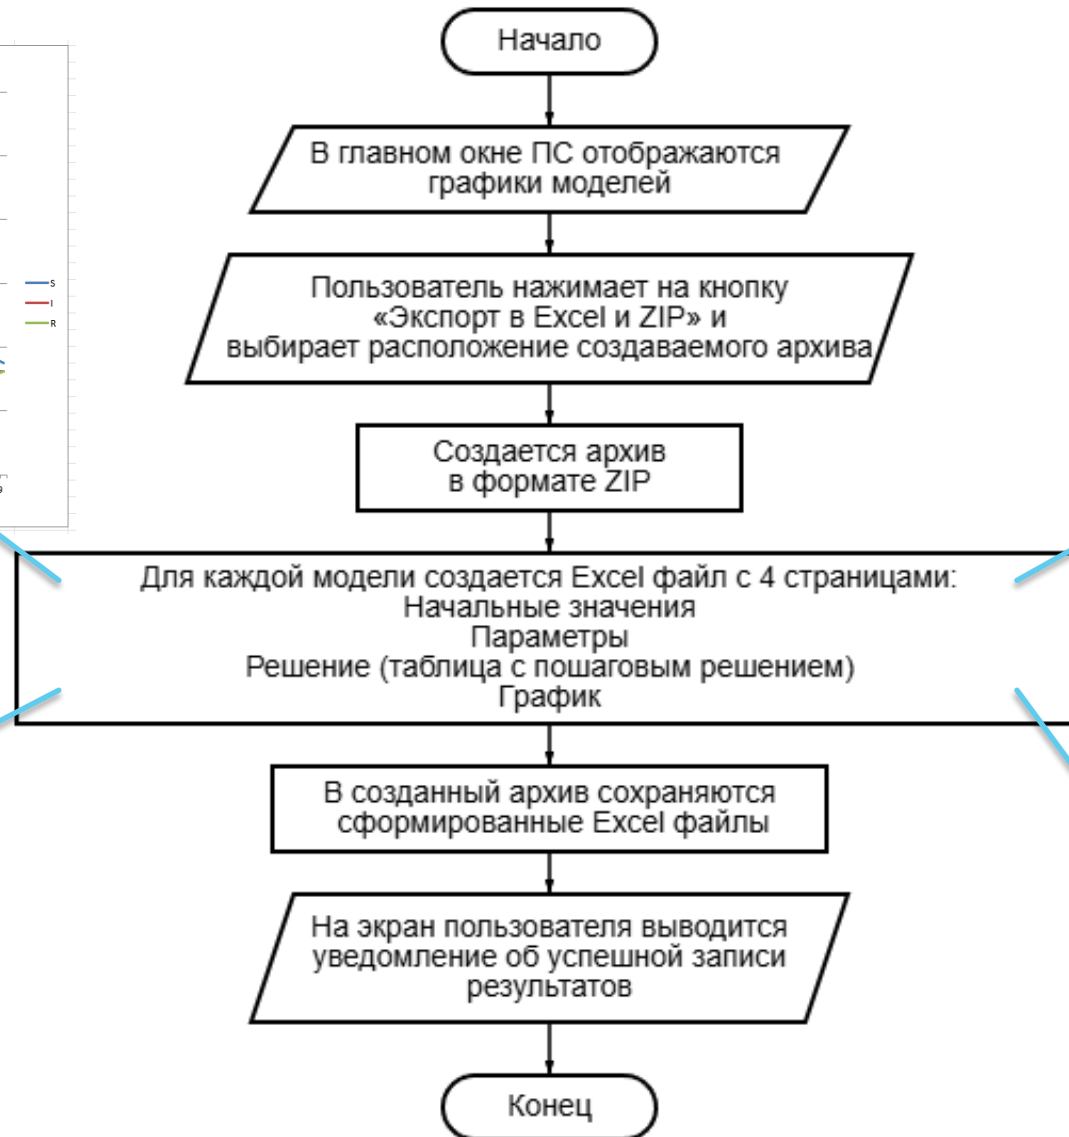 Начало
В главном окне ПС отображаются
графики моделей
Пользователь нажимает на кнопку
«Экспорт в Excel и ZIP» и
выбирает расположение создаваемого архива
S
I
R
9
Создается архив
в формате ZIP
Для каждой модели создается Excel файл с 4 страницами:
Начальные значения
Параметры
Решение (таблица с пошаговым решением)
График
В созданный архив сохраняются
сформированные Excel файлы
На экран пользователя выводится
уведомление об успешной записи
результатов
Конец